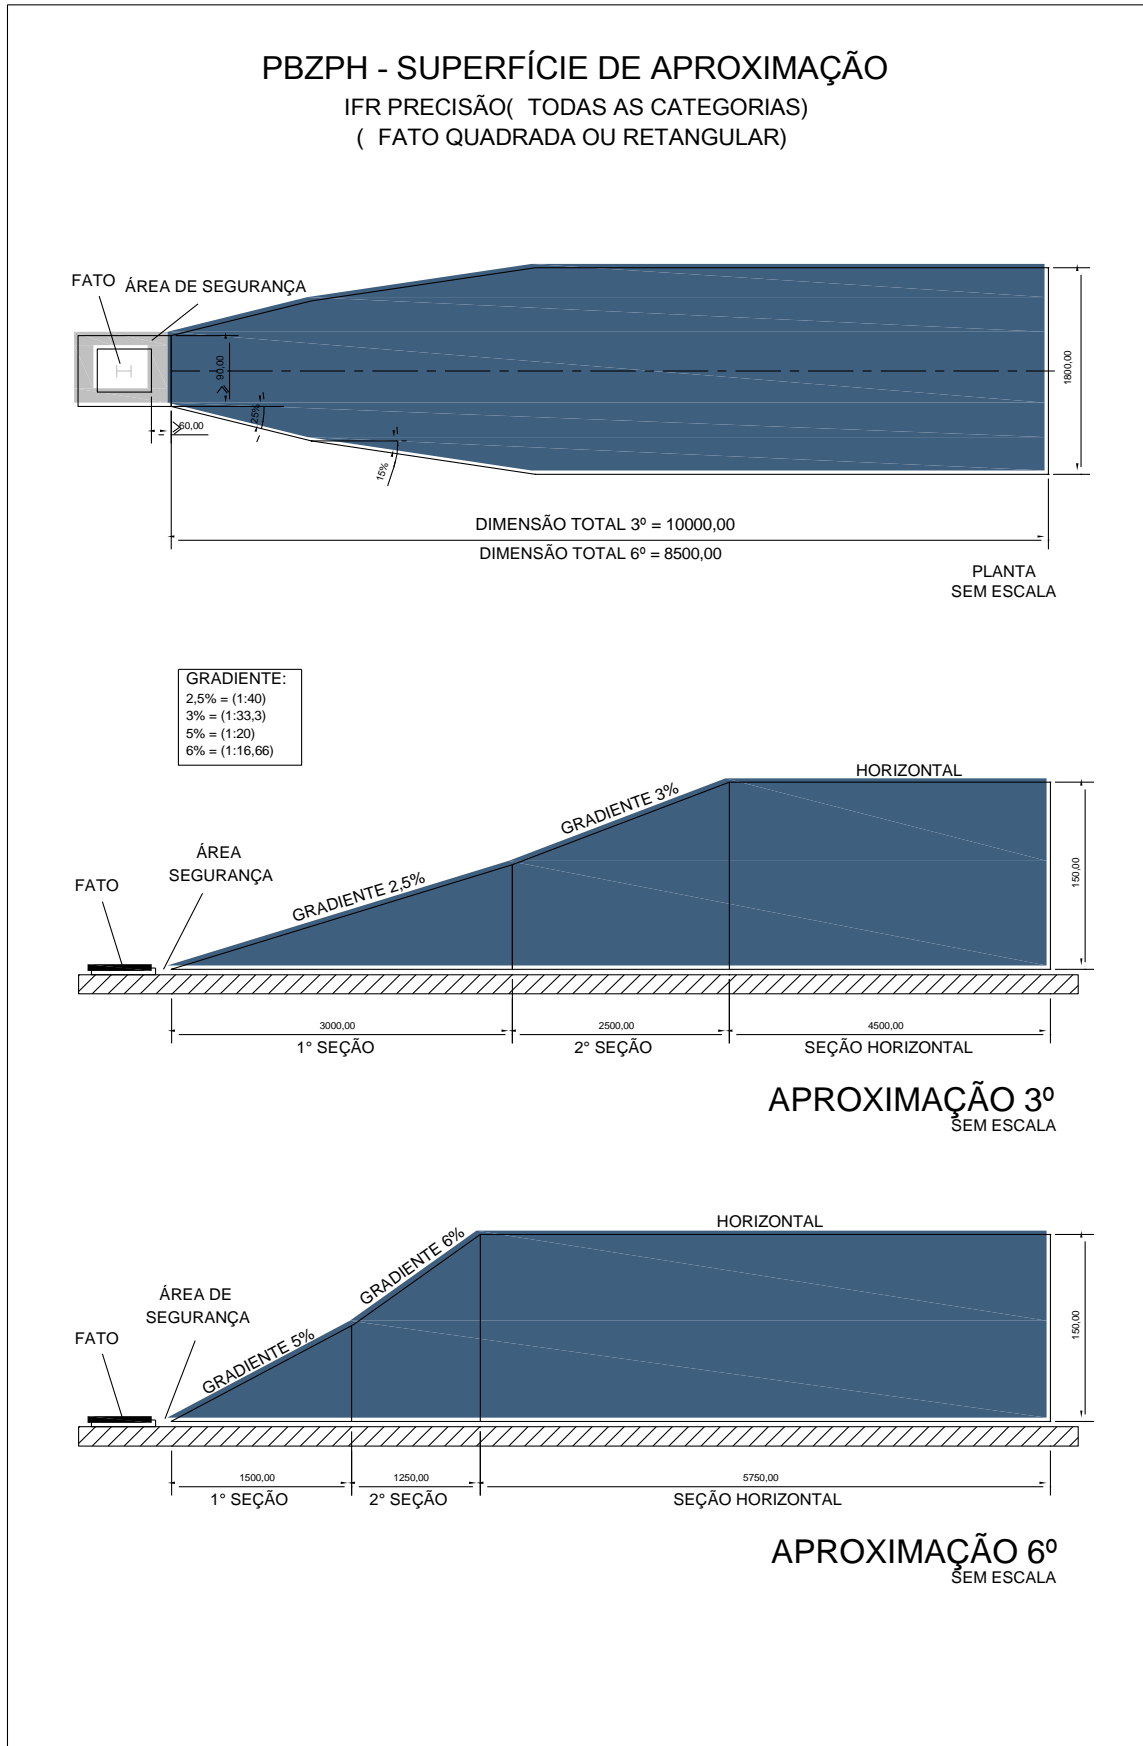 PBZPH - SUPERFÍCIE DE APROXIMAÇÃO
IFR PRECISÃO( TODAS AS CATEGORIAS)
( FATO QUADRADA OU RETANGULAR)
FATO
ÁREA DE SEGURANÇA
H
90,00
1800,00
60,00
25%
15%
DIMENSÃO TOTAL 3º = 10000,00
DIMENSÃO TOTAL 6º = 8500,00
PLANTA
SEM ESCALA
GRADIENTE:
2,5% = (1:40)
3% = (1:33,3)
5% = (1:20)
6% = (1:16,66)
HORIZONTAL
GRADIENTE 3%
GRADIENTE 2,5%
ÁREA
SEGURANÇA
FATO
150,00
3000,00
2500,00
4500,00
1° SEÇÃO
2° SEÇÃO
SEÇÃO HORIZONTAL
APROXIMAÇÃO 3º
SEM ESCALA
HORIZONTAL
GRADIENTE 6%
GRADIENTE 5%
ÁREA DE
SEGURANÇA
FATO
150,00
1500,00
1250,00
5750,00
1° SEÇÃO
2° SEÇÃO
SEÇÃO HORIZONTAL
APROXIMAÇÃO 6º
SEM ESCALA